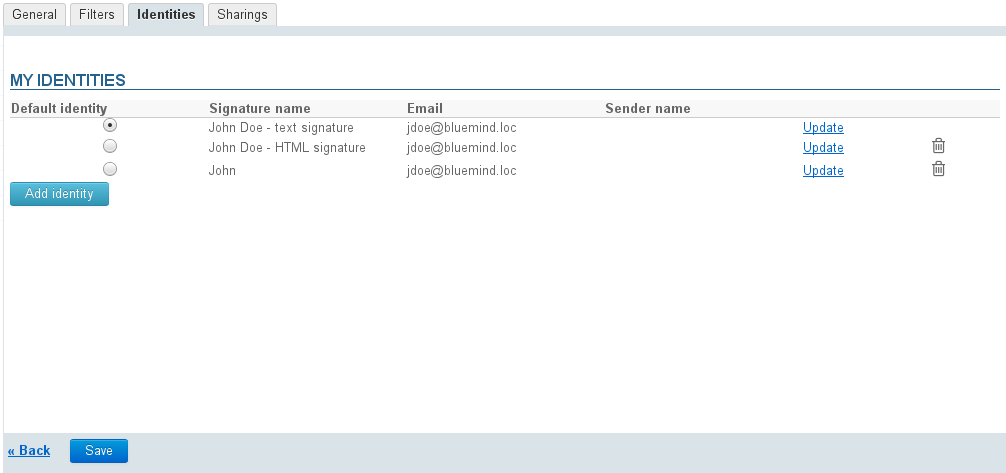 General Filters Identities Sharings
MY IDENTITIES
Default identity Signature name Email Sender name
John Doe - text signature jdoe@bluemind.loc Update
John Doe - HTML signature jdoe@bluemind.loc Update
John jdoe@bluemind.loc Update
Add identity
« Back Save